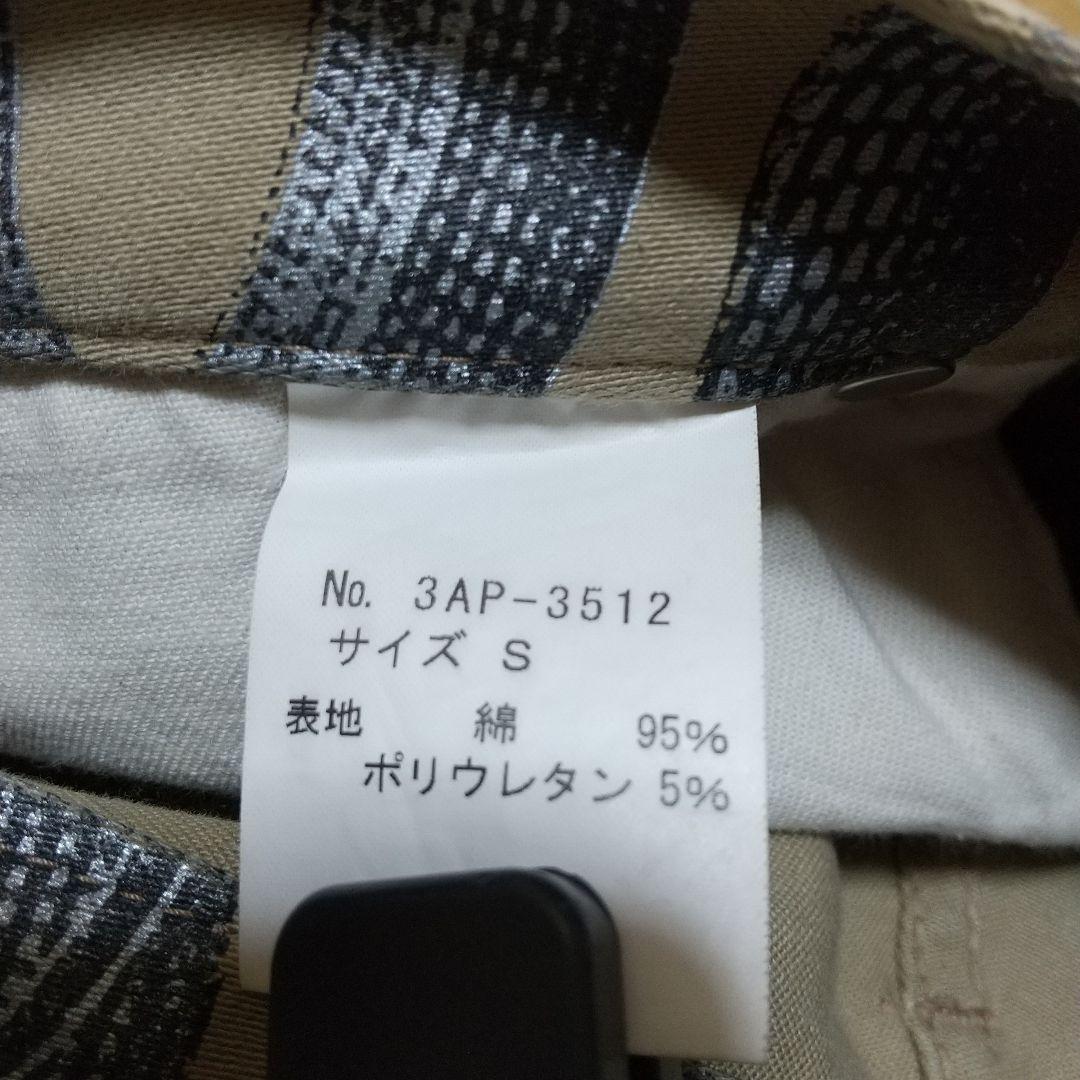 No. 3AP-3512
サイズ S
表地 綿 95%
ポリウレタン 5%